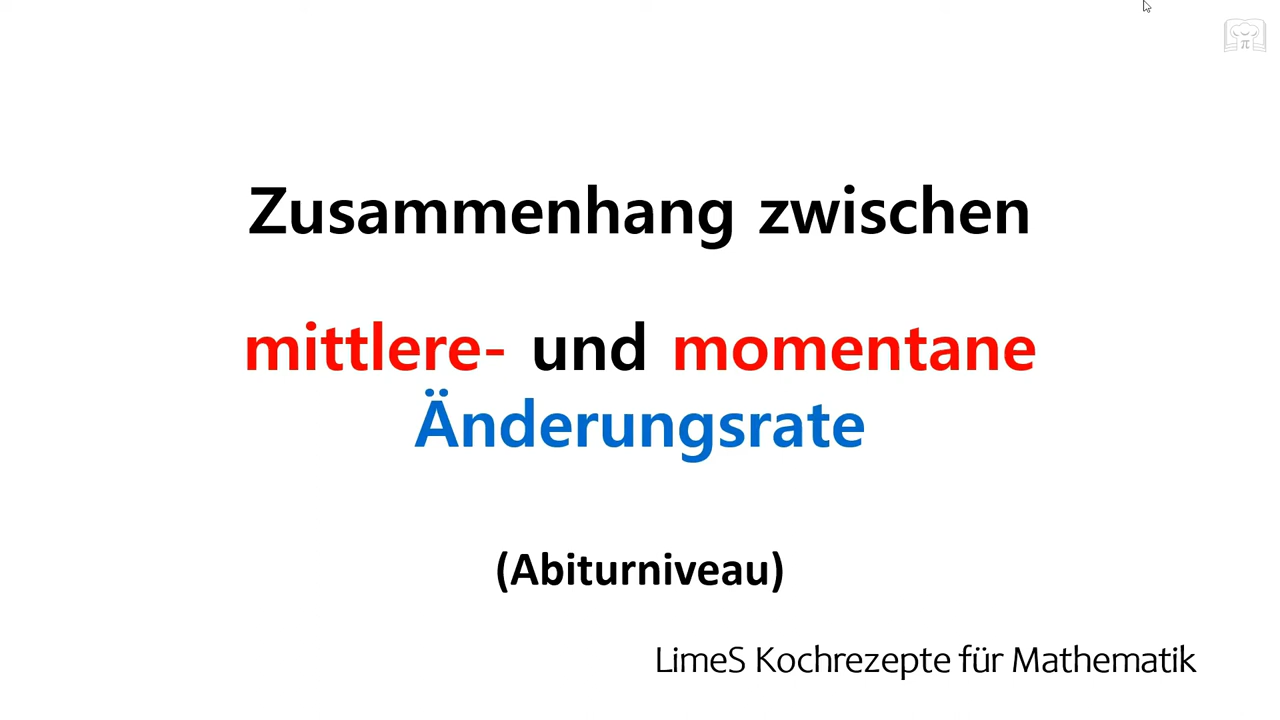 π
Zusammenhang zwischen
mittlere- und momentane
Änderungsrate
(Abiturniveau)
LimeS Kochrezepte für Mathematik